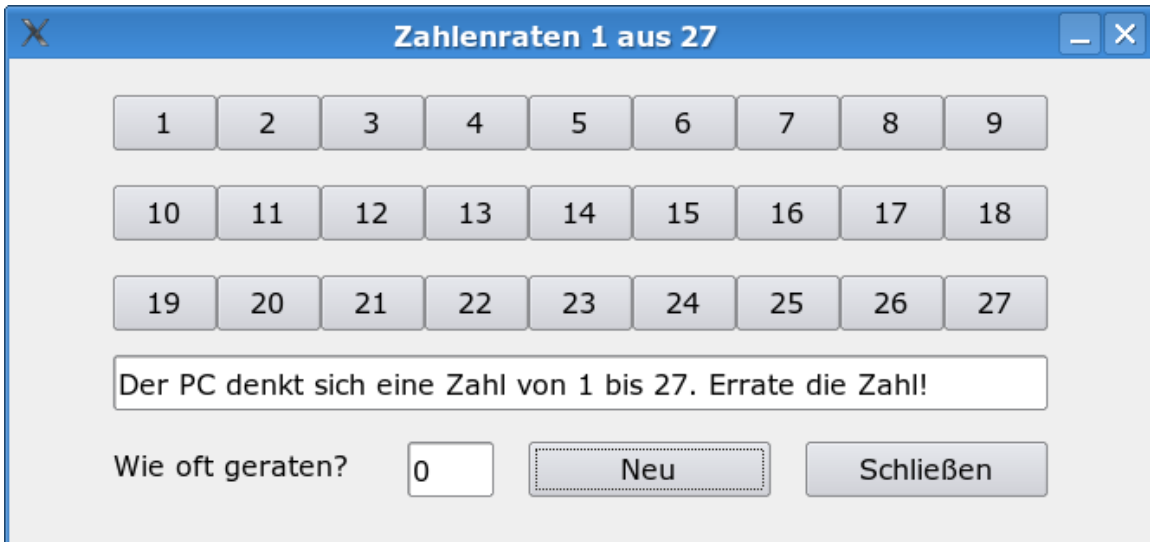 Zahlenraten 1 aus 27
1 2 3 4 5 6 7 8 9
10 11 12 13 14 15 16 17 18
19 20 21 22 23 24 25 26 27
Der PC denkt sich eine Zahl von 1 bis 27. Errate die Zahl!
Wie oft geraten? 0 Neu Schließen